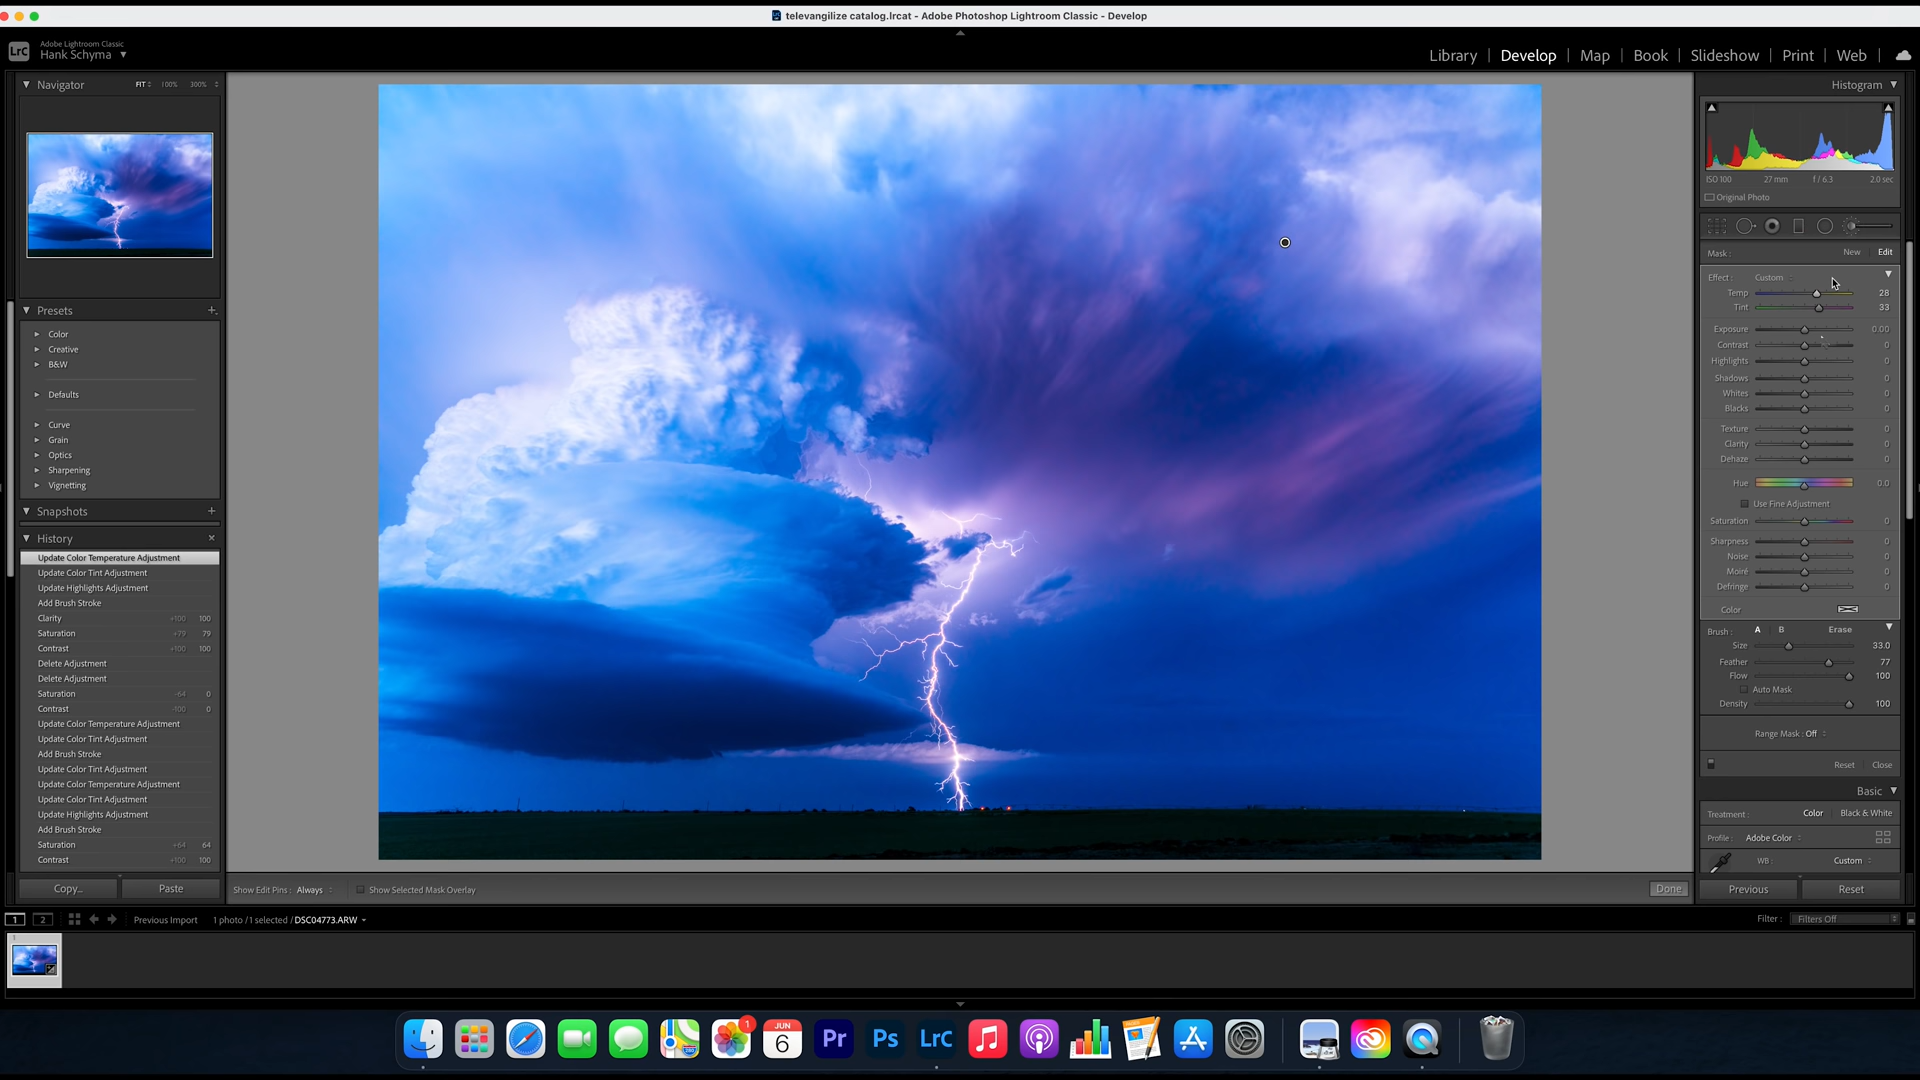 televangilize catalog.lrcat - Adobe Photoshop Lightroom Classic - Develop
LrC
Adobe Lightroom Classic
Hank Schyma
Library | Develop | Map | Book | Slideshow | Print | Web
Navigator FIT 100% 300%
Presets
Color
Creative
B&W
Defaults
Curve
Grain
Optics
Sharpening
Vignetting
Snapshots
History
Update Color Temperature Adjustment
Update Color Tint Adjustment
Update Highlights Adjustment
Add Brush Stroke
Clarity +100 100
Saturation +79 79
Contrast +100 100
Delete Adjustment
Delete Adjustment
Saturation -64 0
Contrast -100 0
Update Color Temperature Adjustment
Update Color Tint Adjustment
Add Brush Stroke
Update Color Tint Adjustment
Update Color Temperature Adjustment
Update Color Tint Adjustment
Update Highlights Adjustment
Add Brush Stroke
Saturation +64 64
Contrast +100 100
Copy... Paste
Show Edit Pins : Always Show Selected Mask Overlay Done
Histogram
ISO 100 27 mm f / 6.3 2.0 sec
Original Photo
Mask : New Edit
Effect : Custom
Temp 28
Tint 33
Exposure 0.00
Contrast 0
Highlights 0
Shadows 0
Whites 0
Blacks 0
Texture 0
Clarity 0
Dehaze 0
Hue 0.0
Use Fine Adjustment
Saturation 0
Sharpness 0
Noise 0
Moiré 0
Defringe 0
Color
Brush : A B Erase
Size 33.0
Feather 77
Flow 100
Auto Mask
Density 100
Range Mask : Off
Reset Close
Basic
Treatment : Color Black & White
Profile : Adobe Color
WB : Custom
Previous Reset
1 2 Previous Import 1 photo / 1 selected / DSC04773.ARW Filter : Filters Off
1
1
JUN
6
Pr
Ps
LrC